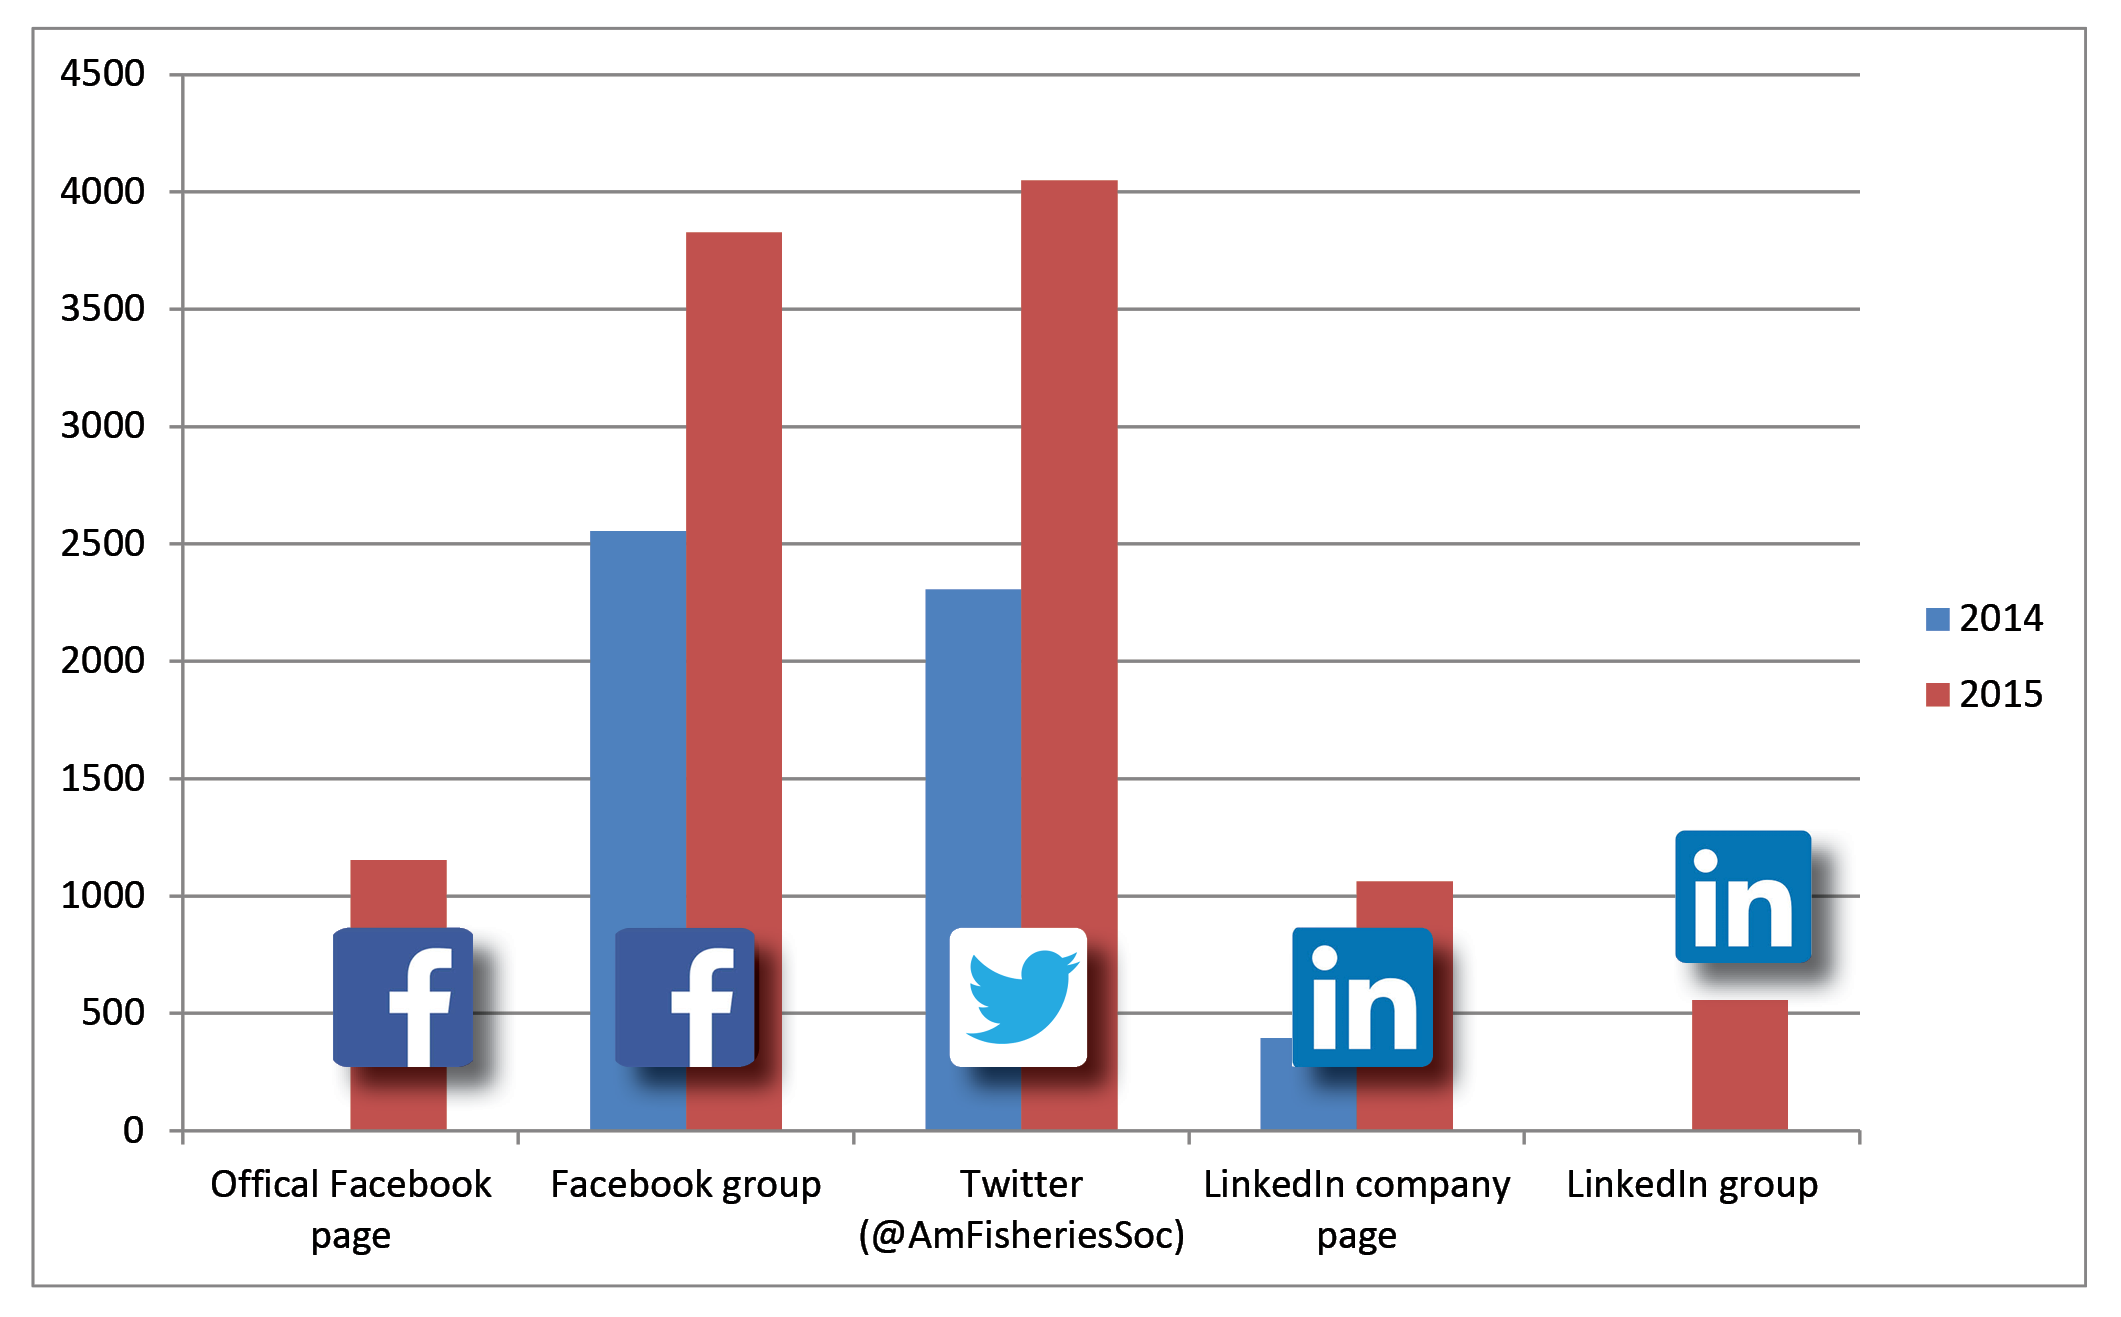 4500
4000
3500
3000
2500
2000
1500
1000
500
0
2014
2015
Offical Facebook
page
Facebook group
Twitter
(@AmFisheriesSoc)
LinkedIn company
page
LinkedIn group
f
f
in
in